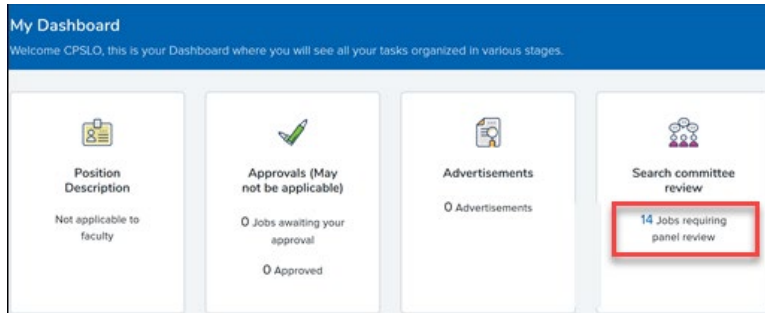 My Dashboard
Welcome CPSLO, this is your Dashboard where you will see all your tasks organized in various stages.
Position
Description
Not applicable to
faculty
Approvals (May
not be applicable)
0 Jobs awaiting your
approval
0 Approved
Advertisements
0 Advertisements
Search committee
review
14 Jobs requiring
panel review